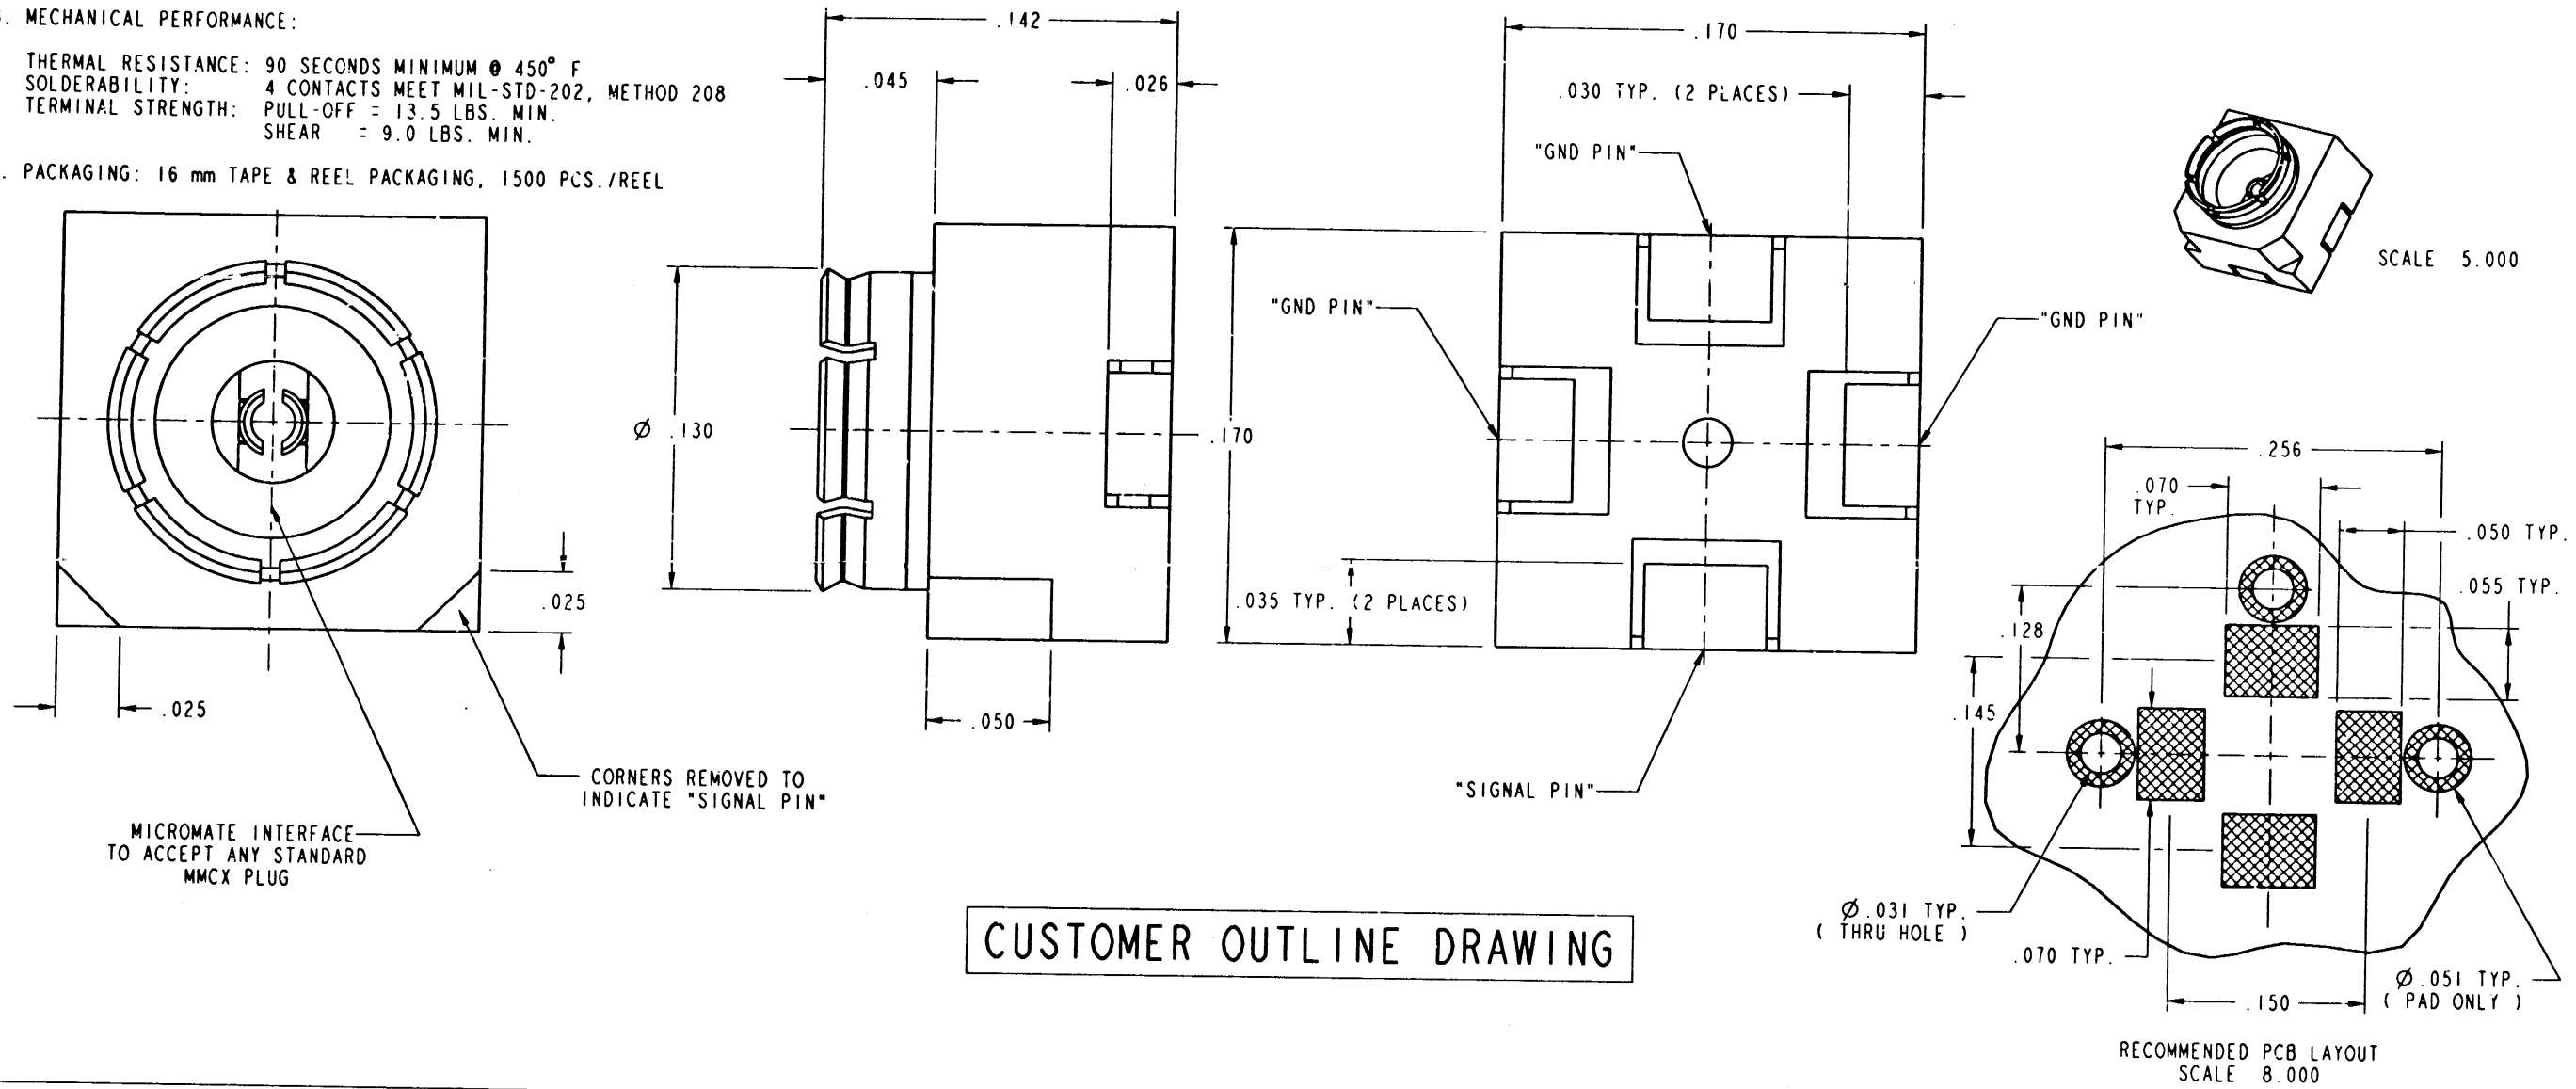 . MECHANICAL PERFORMANCE:
THERMAL RESISTANCE: 90 SECONDS MINIMUM @ 450° F
SOLDERABILITY: 4 CONTACTS MEET MIL-STD-202, METHOD 208
TERMINAL STRENGTH: PULL-OFF = 13.5 LBS. MIN.
SHEAR = 9.0 LBS. MIN.
. PACKAGING: 16 mm TAPE & REEL PACKAGING, 1500 PCS./REEL
.025
.025
CORNERS REMOVED TO
INDICATE "SIGNAL PIN"
MICROMATE INTERFACE
TO ACCEPT ANY STANDARD
MMCX PLUG
.142
.045
.026
Ø .130
.050
.170
.170
.030 TYP. (2 PLACES)
"GND PIN"
"GND PIN"
"GND PIN"
.035 TYP. (2 PLACES)
"SIGNAL PIN"
SCALE 5.000
.256
.070
TYP.
.050 TYP.
.055 TYP.
.128
.145
Ø.031 TYP.
( THRU HOLE )
.070 TYP.
.150
Ø.051 TYP.
( PAD ONLY )
RECOMMENDED PCB LAYOUT
SCALE 8.000
CUSTOMER OUTLINE DRAWING